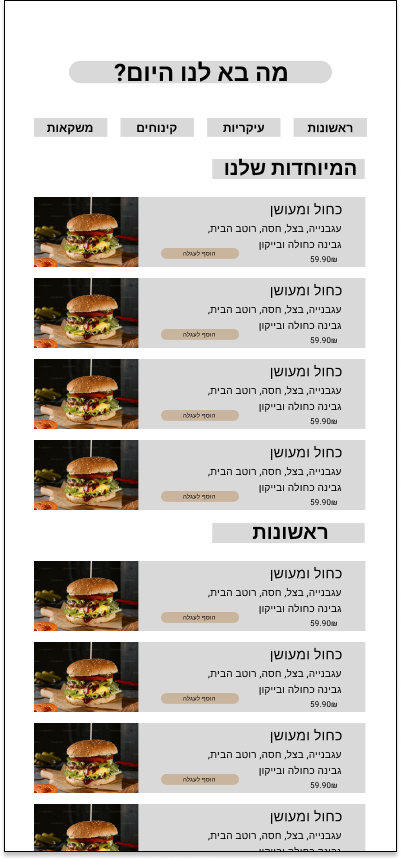 מה בא לנו היום?
ראשונות עיקריות קינוחים משקאות
המיוחדות שלנו
כחול ומעושן
עגבנייה, בצל, חסה, רוטב הבית,
גבינה כחולה ובייקון
59.90₪
הוסף לעגלה
כחול ומעושן
עגבנייה, בצל, חסה, רוטב הבית,
גבינה כחולה ובייקון
59.90₪
הוסף לעגלה
כחול ומעושן
עגבנייה, בצל, חסה, רוטב הבית,
גבינה כחולה ובייקון
59.90₪
הוסף לעגלה
כחול ומעושן
עגבנייה, בצל, חסה, רוטב הבית,
גבינה כחולה ובייקון
59.90₪
הוסף לעגלה
ראשונות
כחול ומעושן
עגבנייה, בצל, חסה, רוטב הבית,
גבינה כחולה ובייקון
59.90₪
הוסף לעגלה
כחול ומעושן
עגבנייה, בצל, חסה, רוטב הבית,
גבינה כחולה ובייקון
59.90₪
הוסף לעגלה
כחול ומעושן
עגבנייה, בצל, חסה, רוטב הבית,
גבינה כחולה ובייקון
59.90₪
הוסף לעגלה
כחול ומעושן
עגבנייה, בצל, חסה, רוטב הבית,